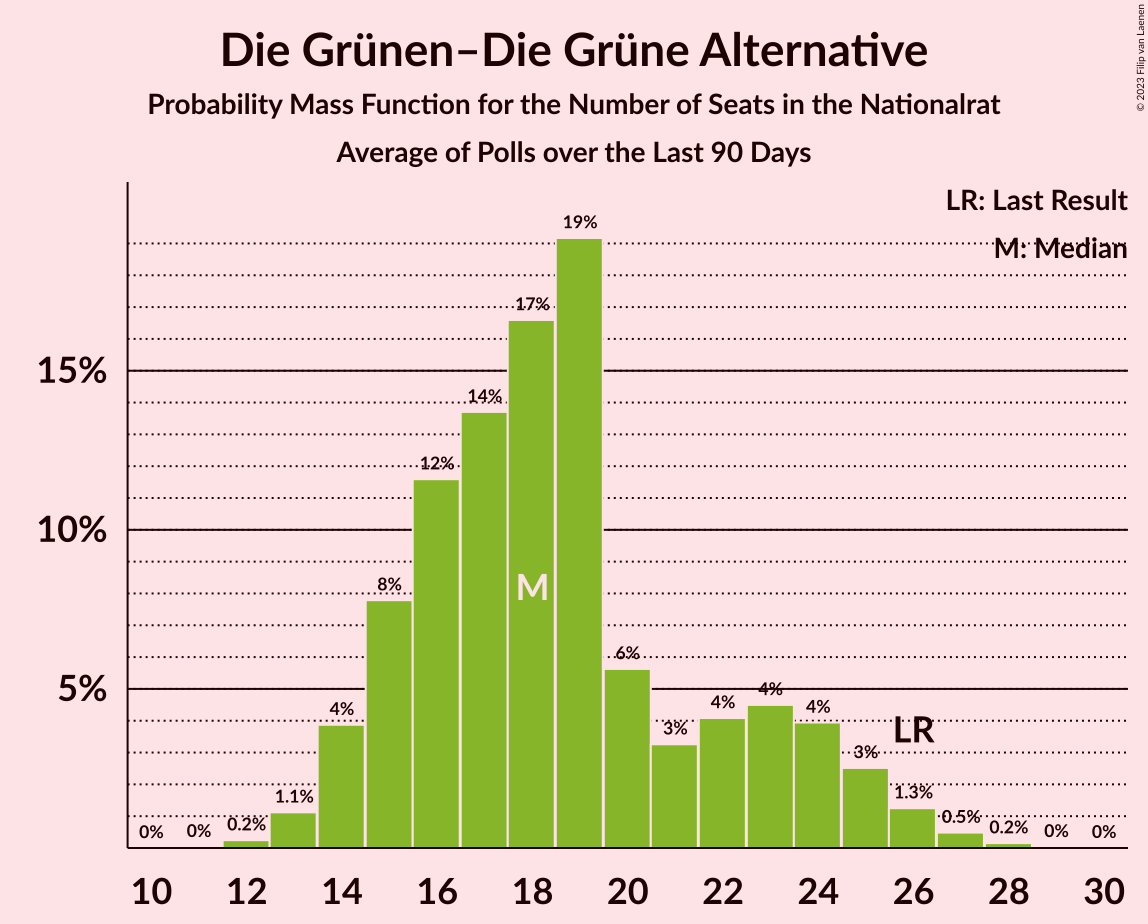 Die Grünen–Die Grüne Alternative
Probability Mass Function for the Number of Seats in the Nationalrat
Average of Polls over the Last 90 Days
© 2023 Filip van Laenen
LR: Last Result
M: Median
19%
17%
15%
14%
12%
10%
8%
M
6%
5%
4%
4%
4%
4%
3%
LR
3%
1.1%
1.3%
0%
0%
0.2%
0.5%
0.2%
0%
0%
10 12 14 16 18 20 22 24 26 28 30